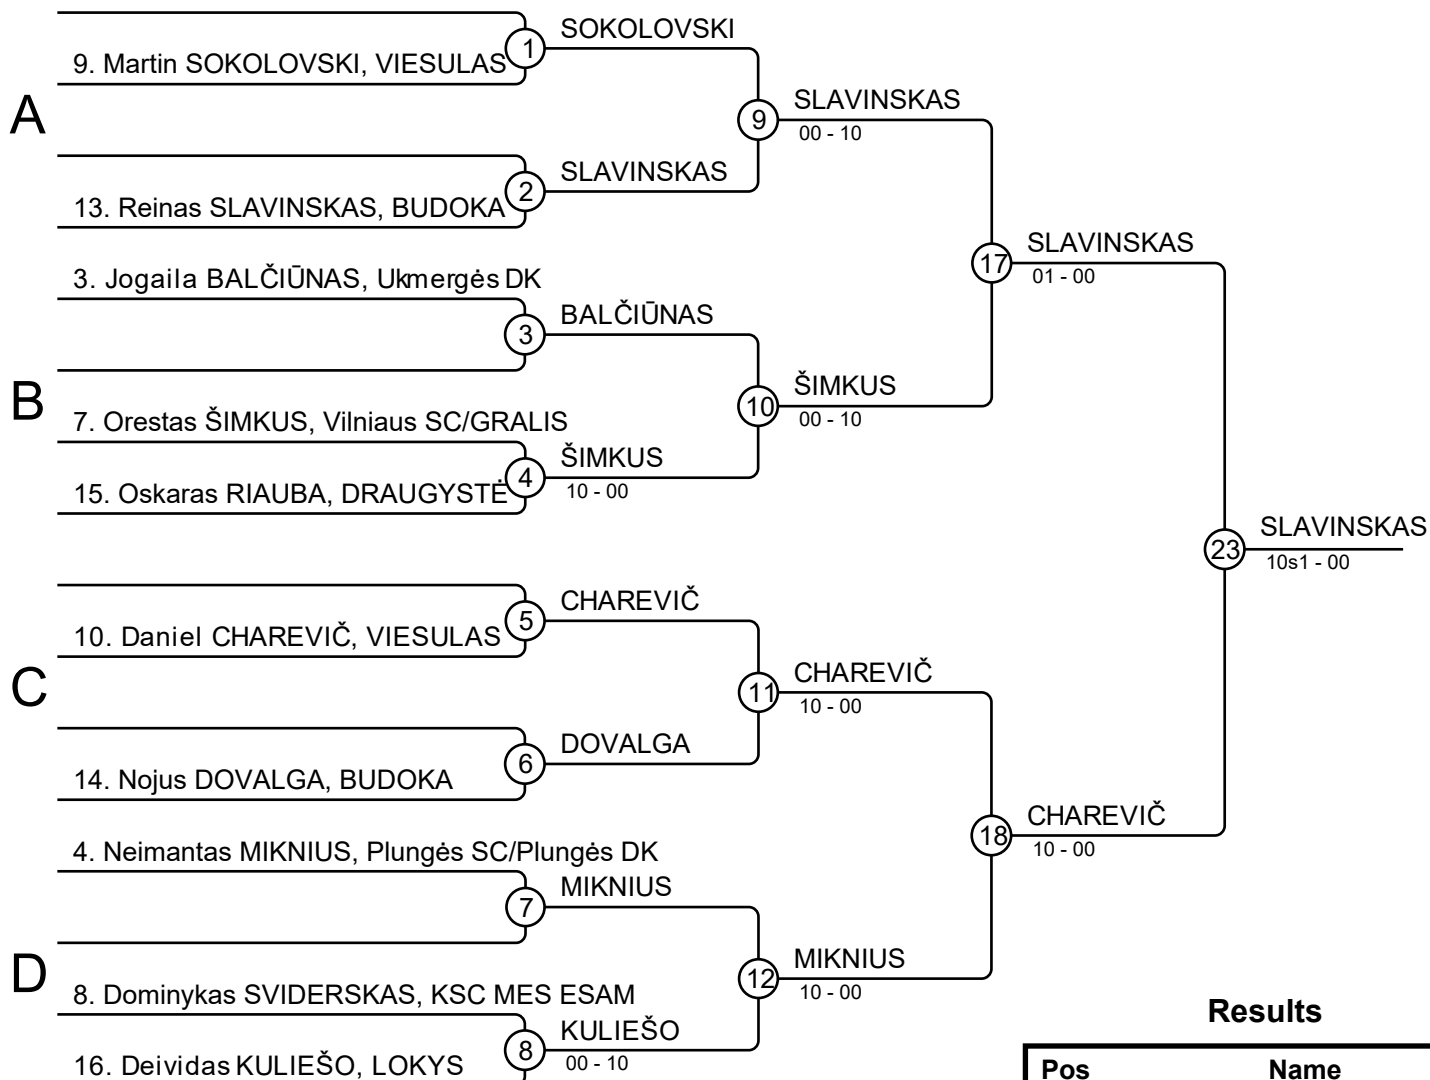 SOKOLOVSKI
1
9. Martin SOKOLOVSKI, VIESULAS
A
SLAVINSKAS
9
00 - 10
SLAVINSKAS
2
13. Reinas SLAVINSKAS, BUDOKA
SLAVINSKAS
17
01 - 00
3. Jogaila BALČIŪNAS, Ukmergės DK
BALČIŪNAS
3
B
ŠIMKUS
10
00 - 10
7. Orestas ŠIMKUS, Vilniaus SC/GRALIS
ŠIMKUS
4
10 - 00
15. Oskaras RIAUBA, DRAUGYSTĖ
SLAVINSKAS
23
10s1 - 00
CHAREVIČ
5
10. Daniel CHAREVIČ, VIESULAS
C
CHAREVIČ
11
10 - 00
DOVALGA
6
14. Nojus DOVALGA, BUDOKA
CHAREVIČ
18
10 - 00
4. Neimantas MIKNIUS, Plungės SC/Plungės DK
MIKNIUS
7
D
MIKNIUS
12
10 - 00
8. Dominykas SVIDERSKAS, KSC MES ESAM
KULIEŠO
8
00 - 10
16. Deividas KULIEŠO, LOKYS
Results
Pos Name